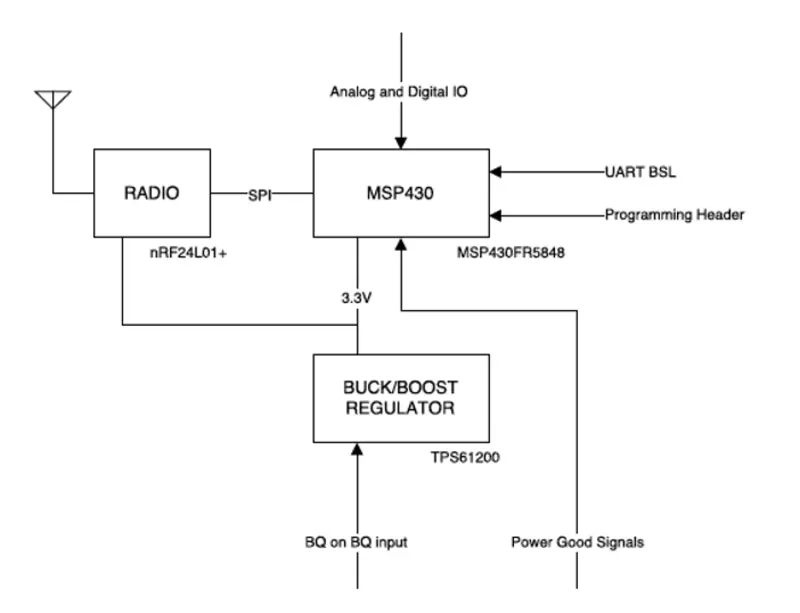 Analog and Digital IO
RADIO
SPI
MSP430
UART BSL
Programming Header
nRF24L01+
MSP430FR5848
3.3V
BUCK/BOOST
REGULATOR
TPS61200
BQ on BQ input
Power Good Signals